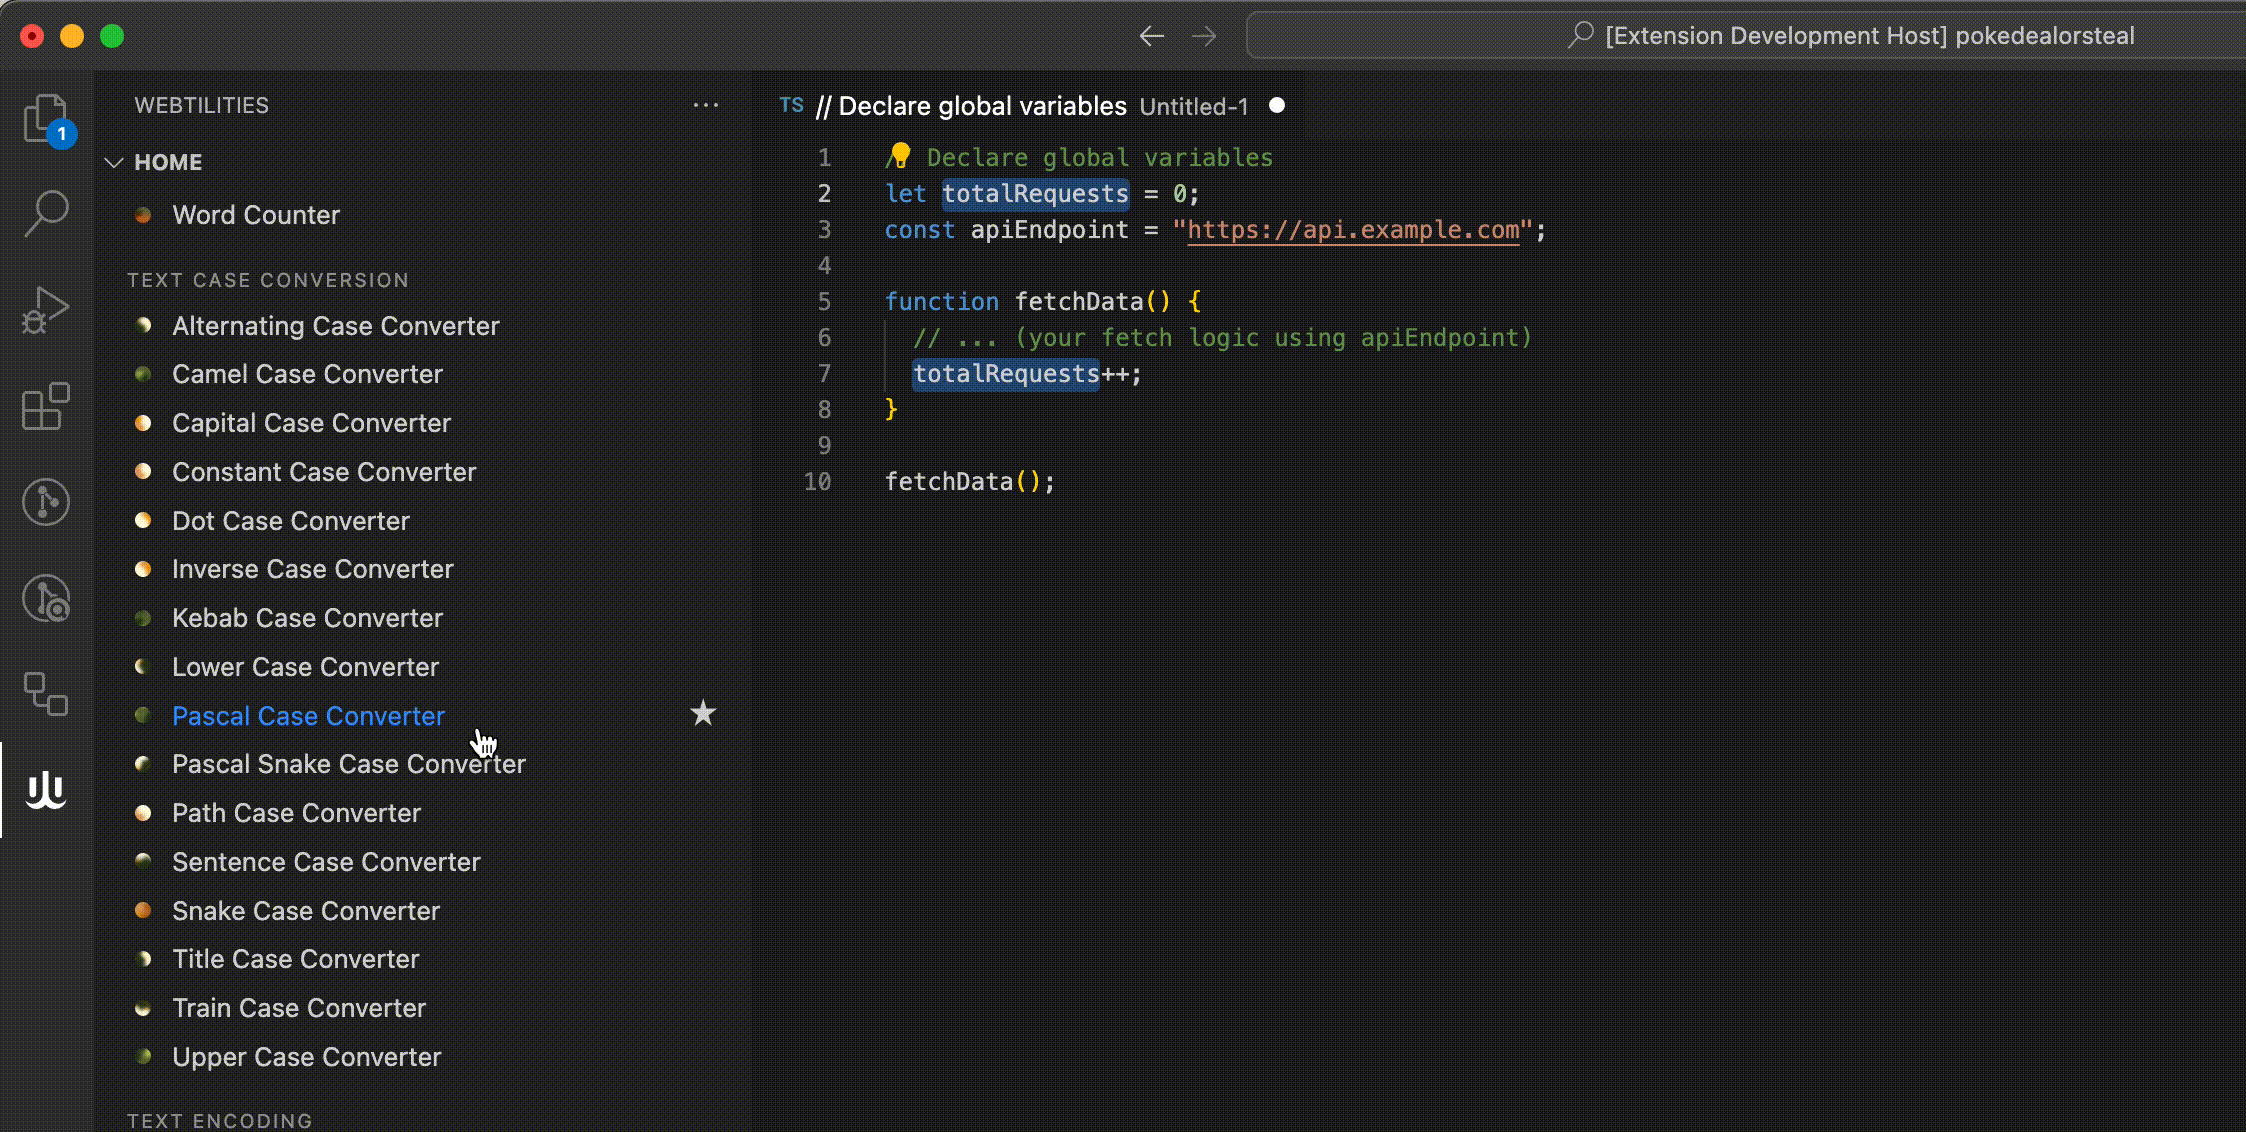 [Extension Development Host] pokedealorsteal
1
WEBTILITIES
HOME
Word Counter
TEXT CASE CONVERSION
Alternating Case Converter
Camel Case Converter
Capital Case Converter
Constant Case Converter
Dot Case Converter
Inverse Case Converter
Kebab Case Converter
Lower Case Converter
Pascal Case Converter
Pascal Snake Case Converter
Path Case Converter
Sentence Case Converter
Snake Case Converter
Title Case Converter
Train Case Converter
Upper Case Converter
TEXT ENCODING
TS // Declare global variables Untitled-1
1 / Declare global variables
2 let totalRequests = 0;
3 const apiEndpoint = "https://api.example.com";
4
5 function fetchData() {
6 // ... (your fetch logic using apiEndpoint)
7 totalRequests++;
8 }
9
10 fetchData();